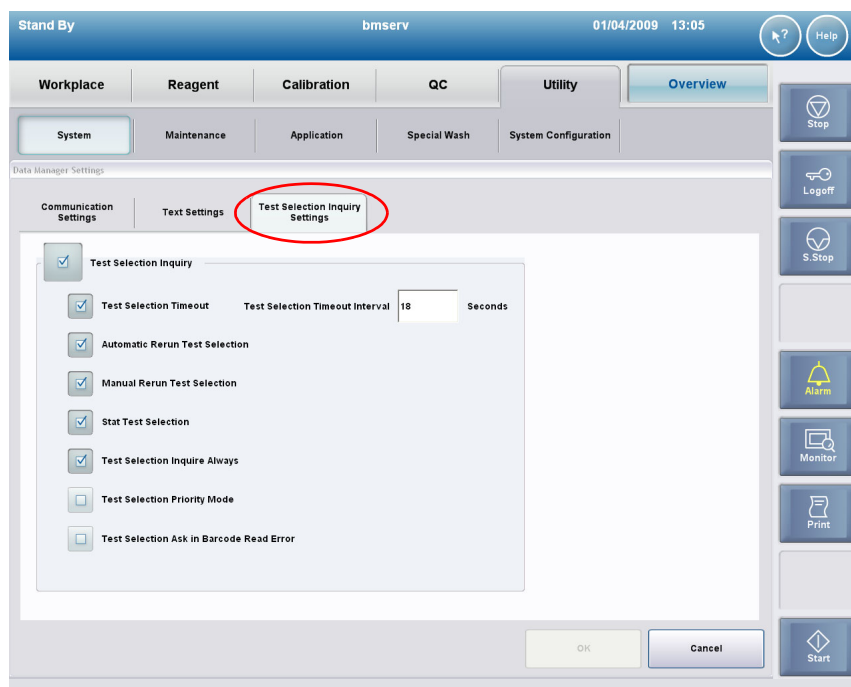 Stand By bmserv 01/04/2009 13:05 ? Help
Workplace Reagent Calibration QC Utility Overview
System Maintenance Application Special Wash System Configuration
Data Manager Settings
Communication Settings
Text Settings
Test Selection Inquiry Settings
Test Selection Inquiry
Test Selection Timeout Test Selection Timeout Interval 18 Seconds
Automatic Rerun Test Selection
Manual Rerun Test Selection
Stat Test Selection
Test Selection Inquire Always
Test Selection Priority Mode
Test Selection Ask in Barcode Read Error
OK Cancel
Stop
Logoff
S.Stop
Alarm
Monitor
Print
Start